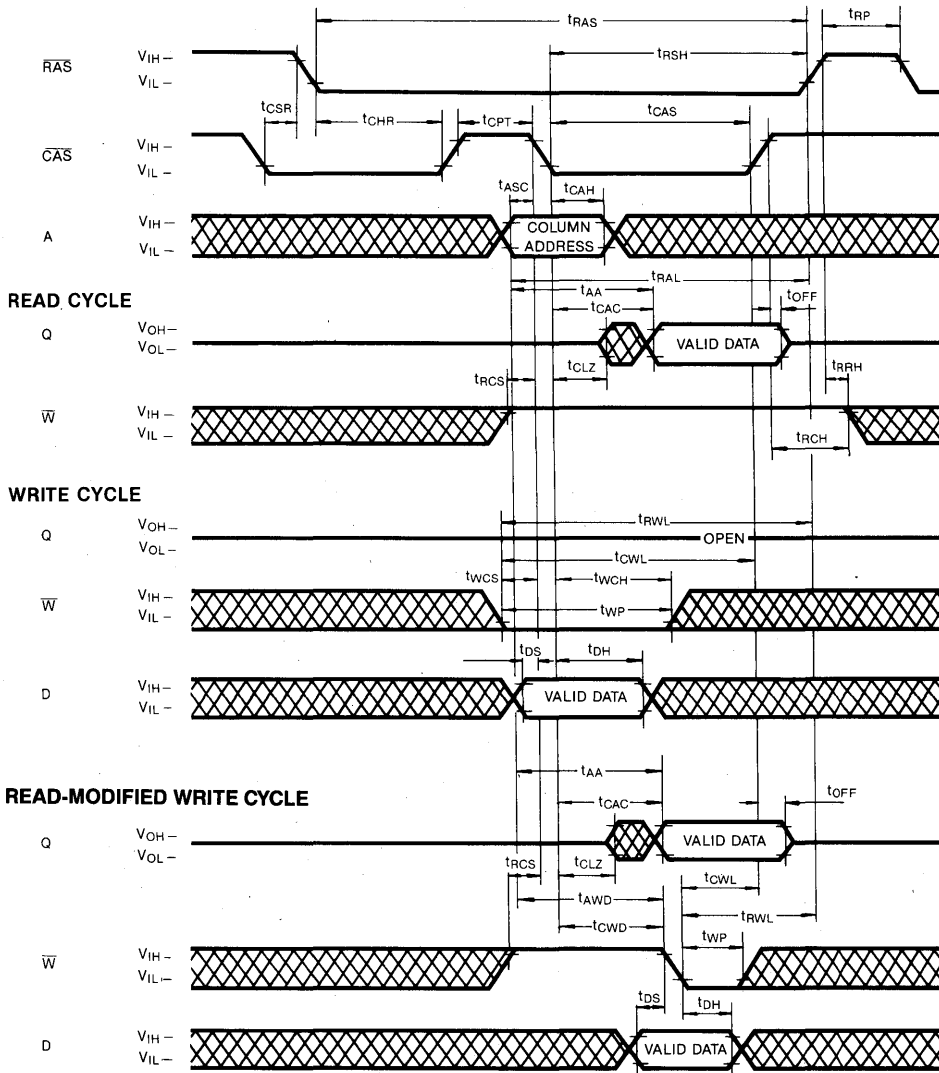 tRAS
tRP
RAS
VIH–
VIL –
tRSH
tCSR
tCHR
tCPT
tCAS
CAS
VIH–
VIL –
tASC
tCAH
A
VIH–
VIL–
COLUMN
ADDRESS
tRAL
tAA
READ CYCLE
tCAC
tOFF
Q
VOH–
VOL–
VALID DATA
tRCS
tCLZ
tRRH
W
VIH–
VIL –
tRCH
WRITE CYCLE
tRWL
Q
VOH–
VOL–
OPEN
tCWL
tWCS
tWCH
W
VIH–
VIL –
tWP
tDS
tDH
D
VIH–
VIL–
VALID DATA
tAA
READ-MODIFIED WRITE CYCLE
tCAC
tOFF
Q
VOH–
VOL–
VALID DATA
tRCS
tCLZ
tCWL
tAWD
tRWL
tCWD
tWP
W
VIH–
VIL–
tDS
tDH
D
VIH–
VIL–
VALID DATA